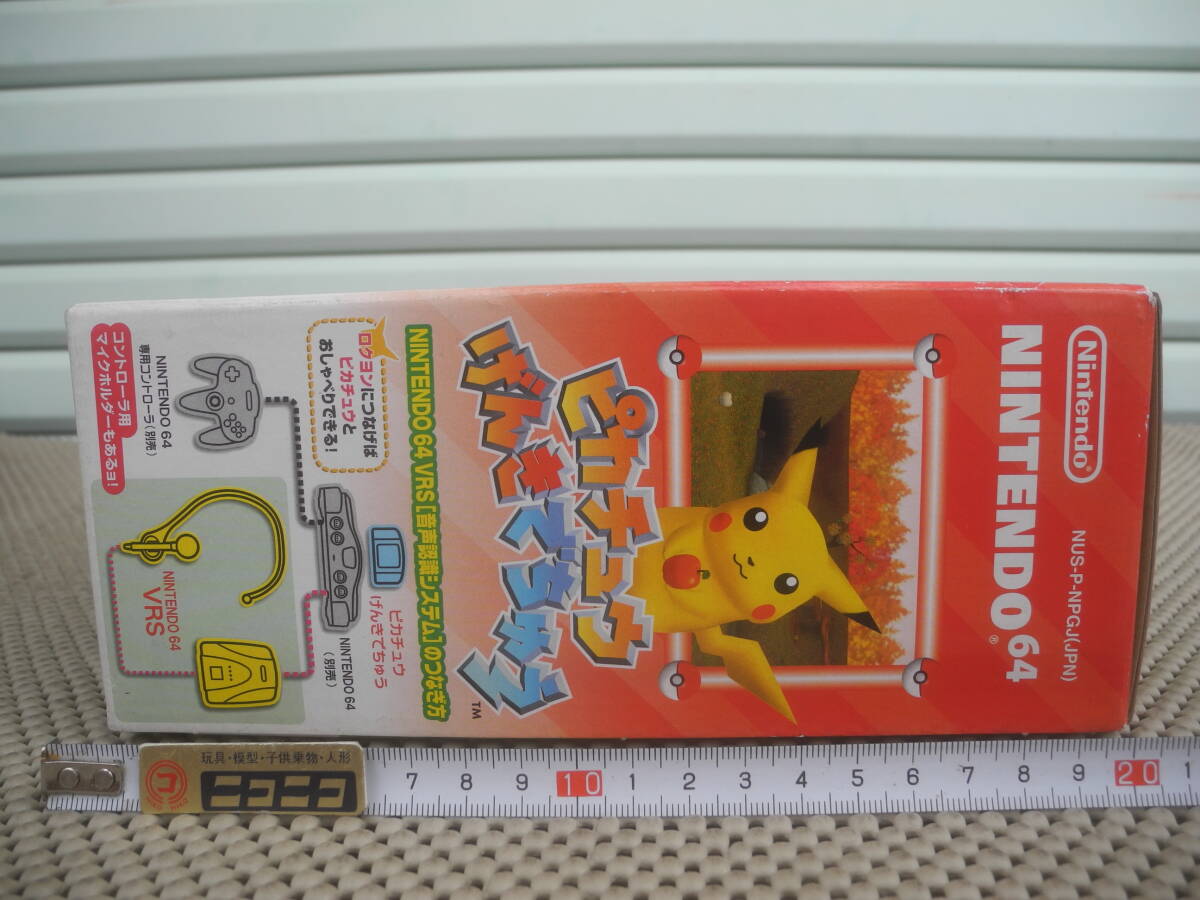 Nintendo®
NUS-P-NPGJ(JPN)
NINTENDO 64®
ピカチュウ
げんきでちゅう
TM
NINTENDO 64 VRS［音声認識システム］のつなぎ方
ロクヨンにつなげば
ピカチュウと
おしゃべりできる！
ピカチュウ
げんきでちゅう
NINTENDO 64
（別売）
NINTENDO 64
専用コントローラ（別売）
NINTENDO 64
VRS
コントローラ用
マイクホルダーもあるヨ！
玩具・模型・子供乗物・人形
7 8 9 10 1 2 3 4 5 6 7 8 9 20 1